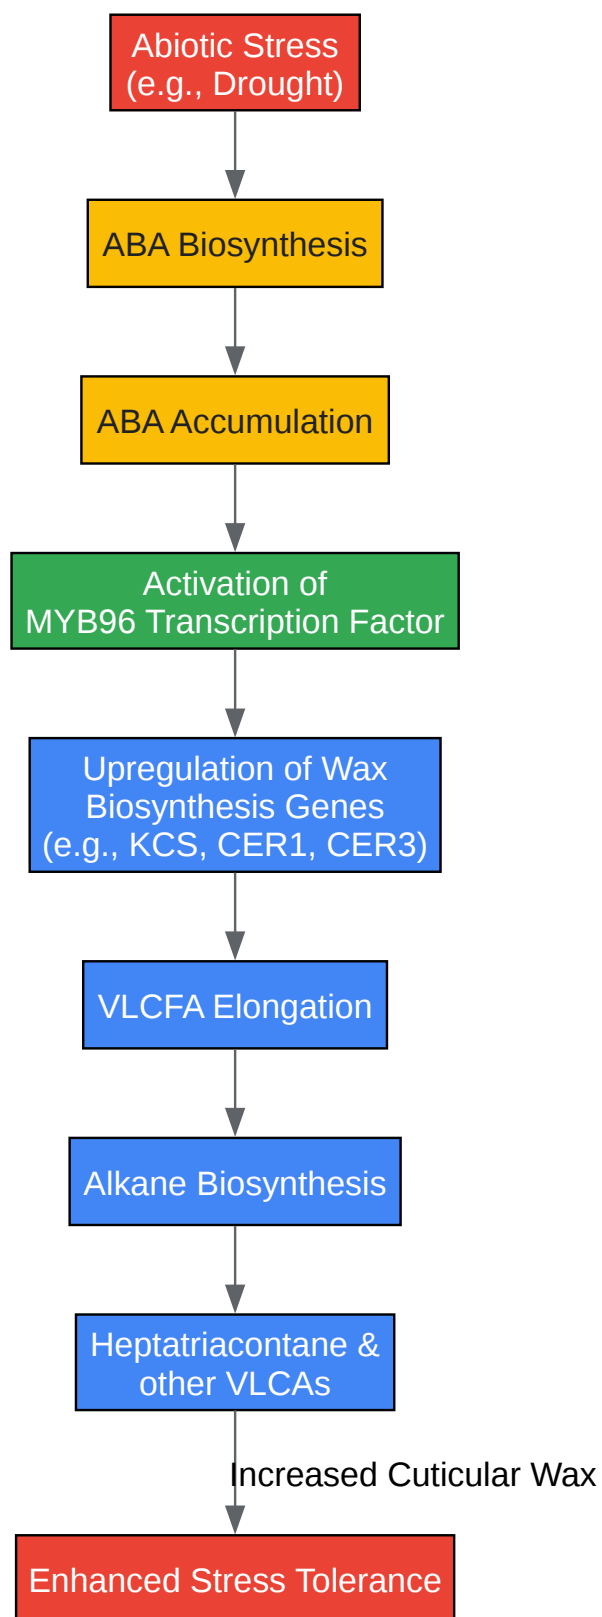 Abiotic Stress
(e.g., Drought)
ABA Biosynthesis
ABA Accumulation
Activation of
MYB96 Transcription Factor
Upregulation of Wax
Biosynthesis Genes
(e.g., KCS, CER1, CER3)
VLCFA Elongation
Alkane Biosynthesis
Heptatriacontane &
other VLCAs
Increased Cuticular Wax
Enhanced Stress Tolerance